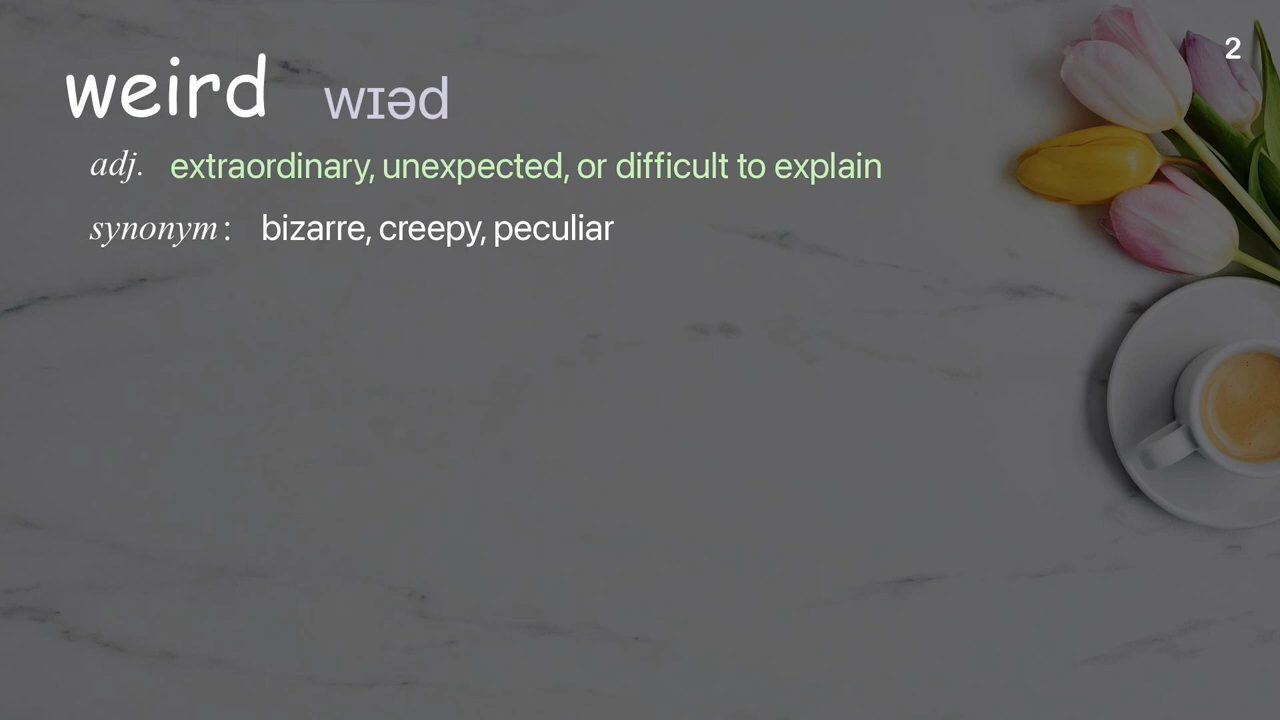 2
weird wɪəd
adj. extraordinary, unexpected, or difficult to explain
synonym: bizarre, creepy, peculiar